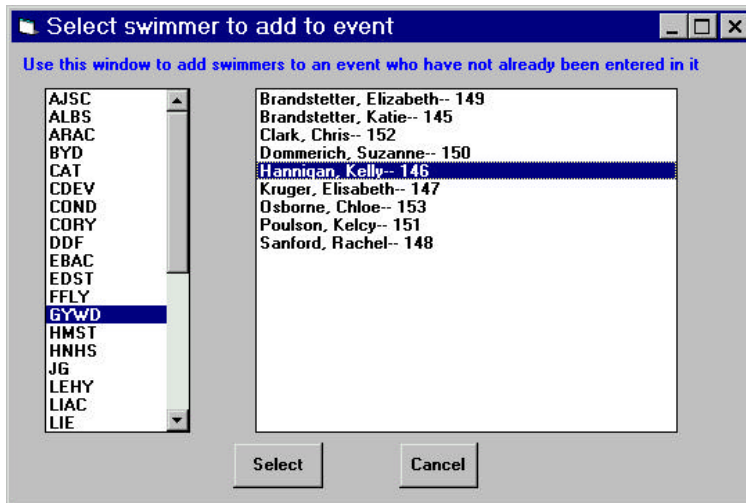 Select swimmer to add to event
Use this window to add swimmers to an event who have not already been entered in it
AJSC
ALBS
ARAC
BYD
CAT
CDEV
COND
CORY
DDF
EBAC
EDST
FFLY
GYWD
HMST
HNHS
JG
LEHY
LIAC
LIE
Brandstetter, Elizabeth-- 149
Brandstetter, Katie-- 145
Clark, Chris-- 152
Dommerich, Suzanne-- 150
Hannigan, Kelly-- 146
Kruger, Elisabeth-- 147
Osborne, Chloe-- 153
Poulson, Kelcy-- 151
Sanford, Rachel-- 148
Select
Cancel